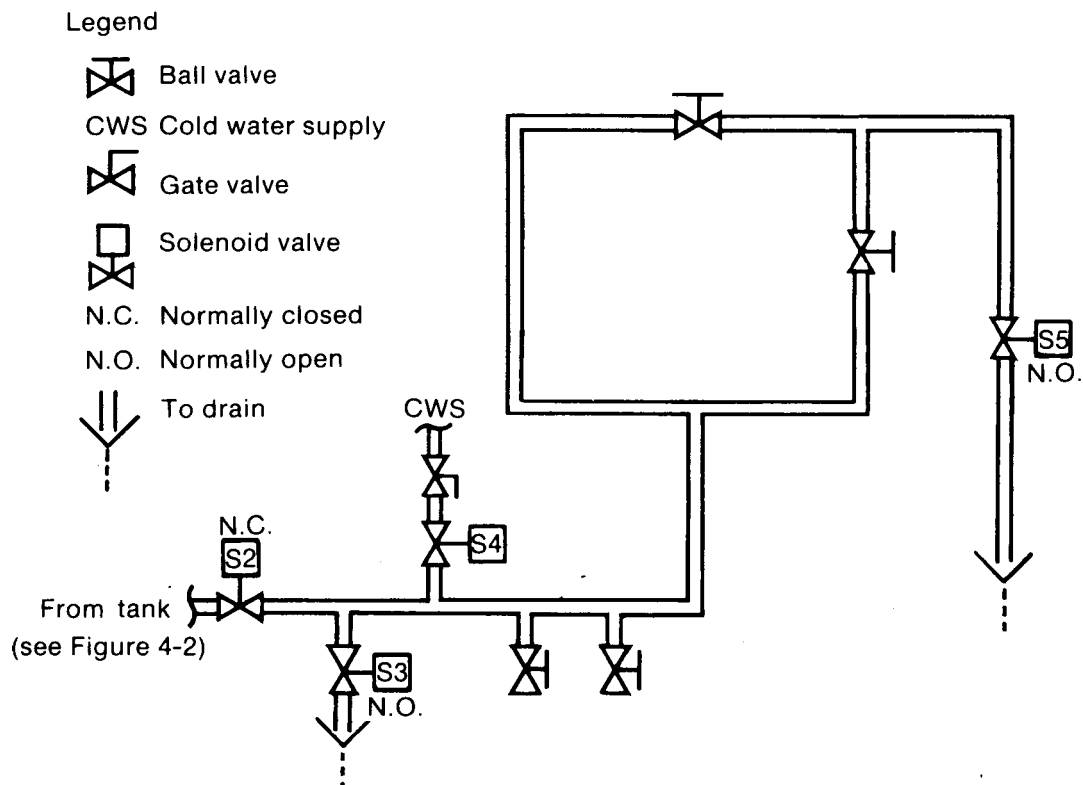 Legend
Ball valve
CWS Cold water supply
Gate valve
Solenoid valve
N.C. Normally closed
N.O. Normally open
To drain
S5
N.O.
CWS
N.C.
S2
S4
From tank
(see Figure 4-2)
S3
N.O.